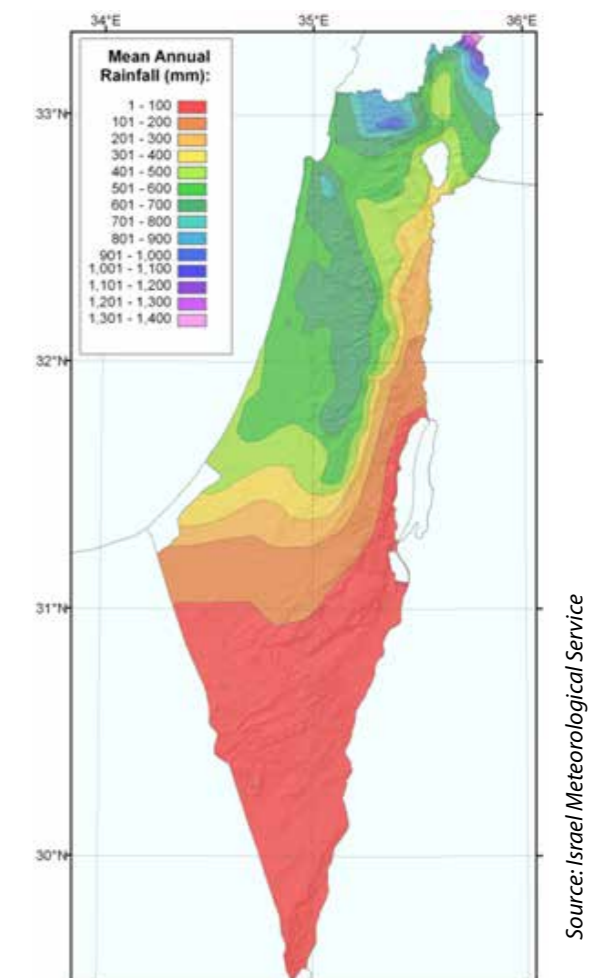 34°E 35°E 36°E
Mean Annual
Rainfall (mm):
1 - 100
101 - 200
201 - 300
301 - 400
401 - 500
501 - 600
601 - 700
701 - 800
801 - 900
901 - 1,000
1,001 - 1,100
1,101 - 1,200
1,201 - 1,300
1,301 - 1,400
33°N
32°N
31°N
30°N
Source: Israel Meteorological Service